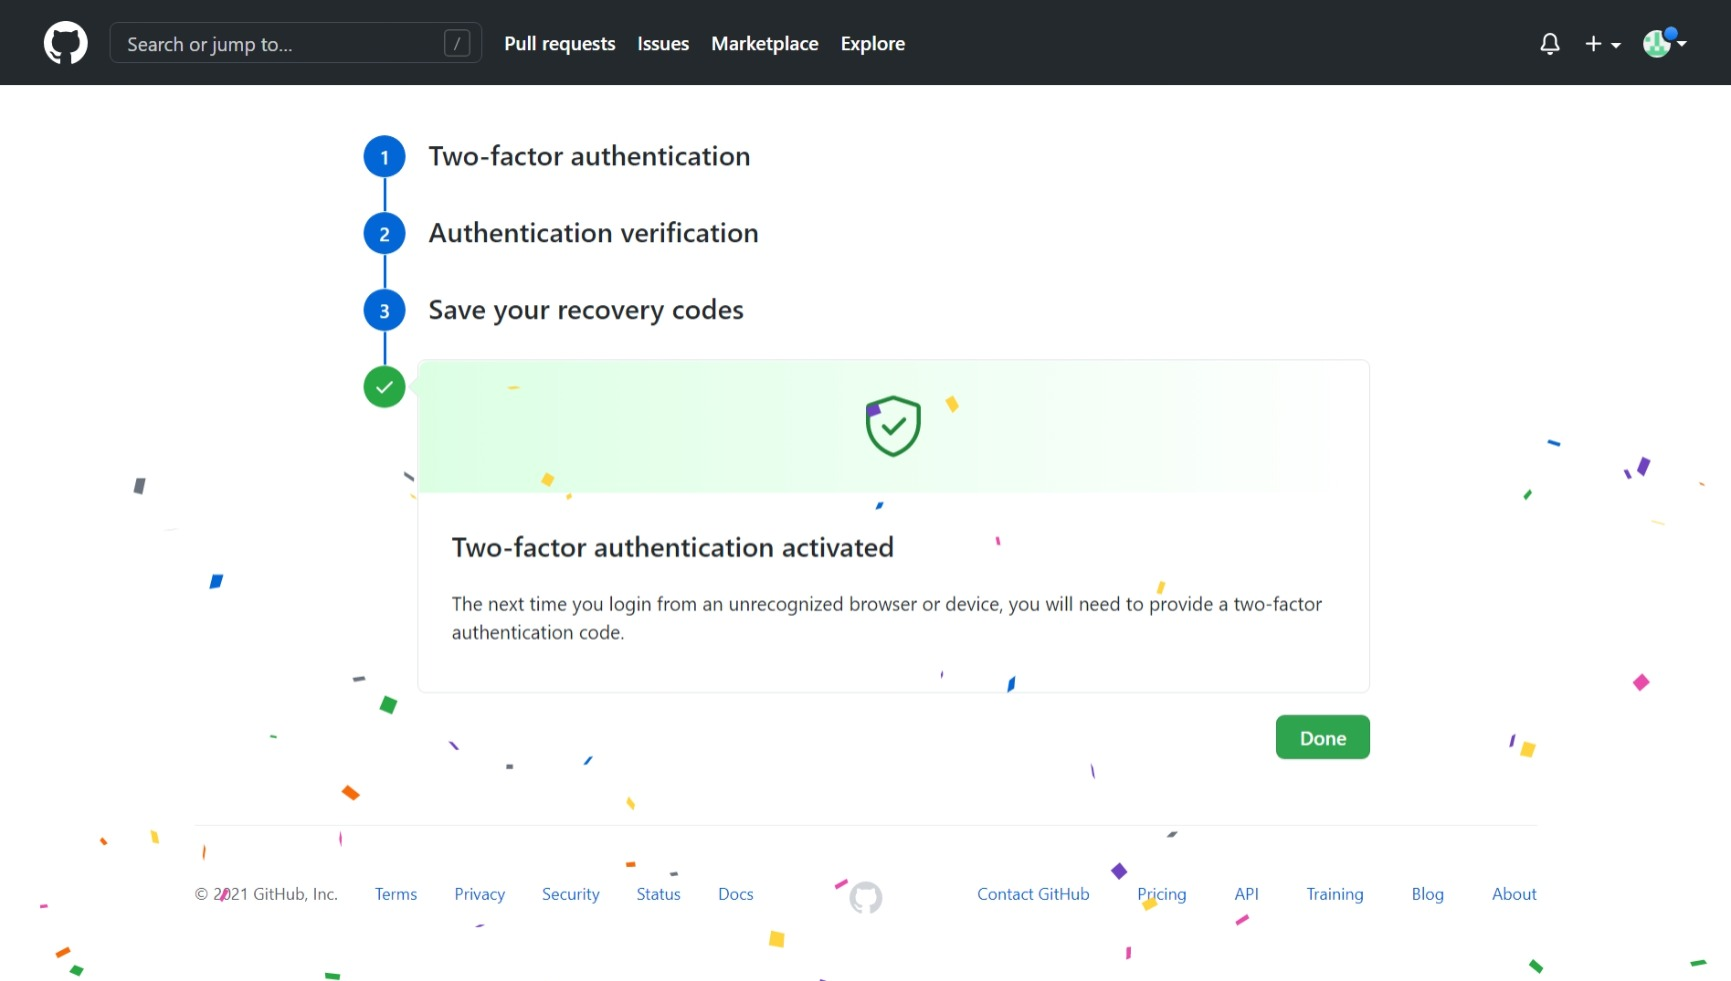 Search or jump to...
/
Pull requests
Issues
Marketplace
Explore
1
Two-factor authentication
2
Authentication verification
3
Save your recovery codes
Two-factor authentication activated
The next time you login from an unrecognized browser or device, you will need to provide a two-factor
authentication code.
Done
© 2021 GitHub, Inc.
Terms
Privacy
Security
Status
Docs
Contact GitHub
Pricing
API
Training
Blog
About